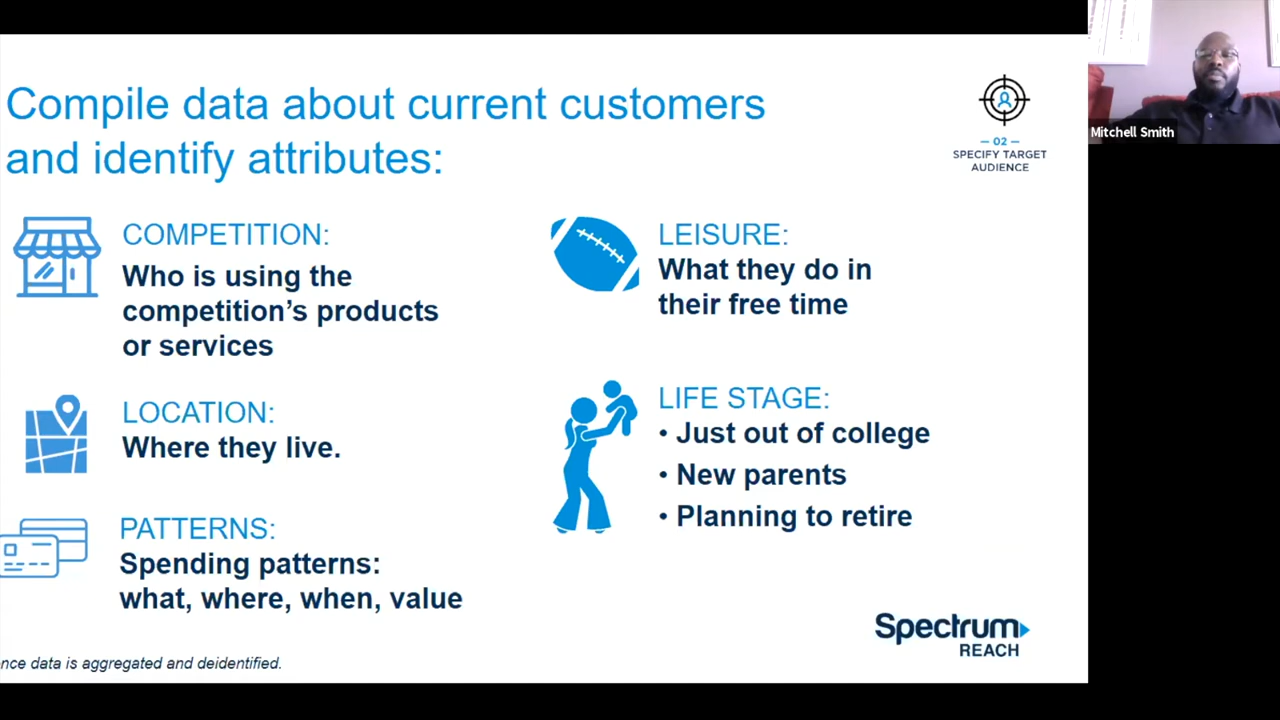 Compile data about current customers
and identify attributes:
— 02 —
SPECIFY TARGET
AUDIENCE
COMPETITION:
Who is using the
competition’s products
or services
LOCATION:
Where they live.
PATTERNS:
Spending patterns:
what, where, when, value
LEISURE:
What they do in
their free time
LIFE STAGE:
• Just out of college
• New parents
• Planning to retire
data is aggregated and deidentified.
Spectrum
REACH
Mitchell Smith